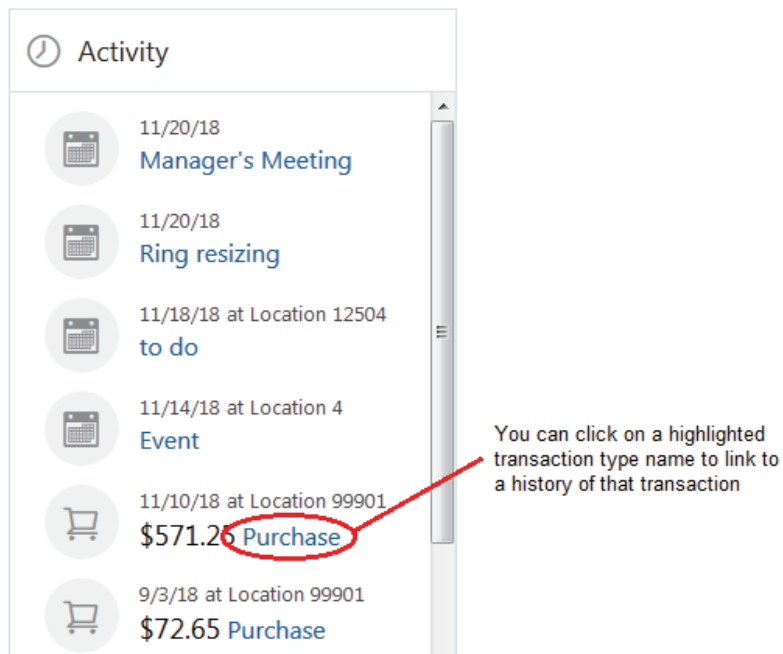 Activity
11/20/18
Manager's Meeting
11/20/18
Ring resizing
11/18/18 at Location 12504
to do
11/14/18 at Location 4
Event
11/10/18 at Location 99901
$571.25 Purchase
9/3/18 at Location 99901
$72.65 Purchase
You can click on a highlighted
transaction type name to link to
a history of that transaction